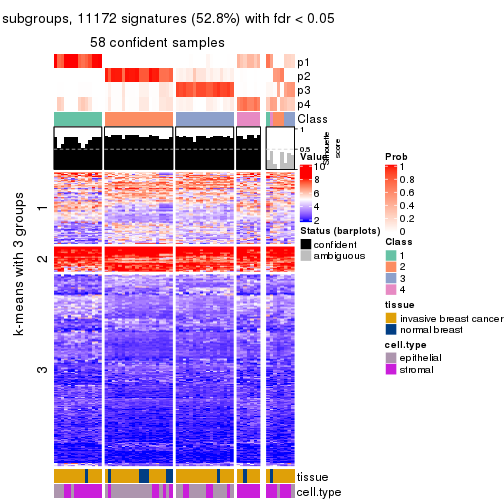 subgroups, 11172 signatures (52.8%) with fdr < 0.05
58 confident samples
p1
p2
p3
p4
Class
1
0.5
Silhouette
score
k-means with 3 groups
1
2
3
tissue
cell.type
Value
10
8
6
4
2
Status (barplots)
confident
ambiguous
Prob
1
0.8
0.6
0.4
0.2
0
Class
1
2
3
4
tissue
invasive breast cancer
normal breast
cell.type
epithelial
stromal